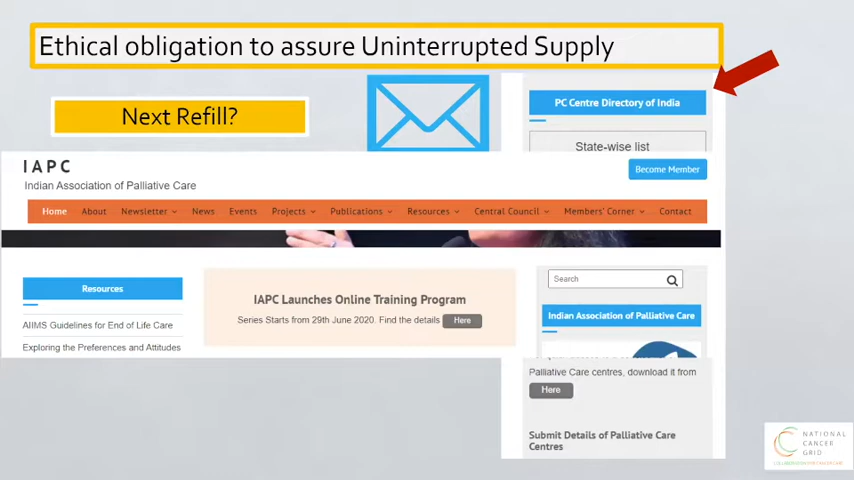 Ethical obligation to assure Uninterrupted Supply
Next Refill?
PC Centre Directory of India
State-wise list
IAPC
Indian Association of Palliative Care
Become Member
Home About Newsletter News Events Projects Publications Resources Central Council Members' Corner Contact
Resources
AIIMS Guidelines for End of Life Care
Exploring the Preferences and Attitudes
IAPC Launches Online Training Program
Series Starts from 29th June 2020. Find the details Here
Search
Indian Association of Palliative Care
Palliative Care centres, download it from
Here
Submit Details of Palliative Care
Centres
NATIONAL
CANCER
GRID